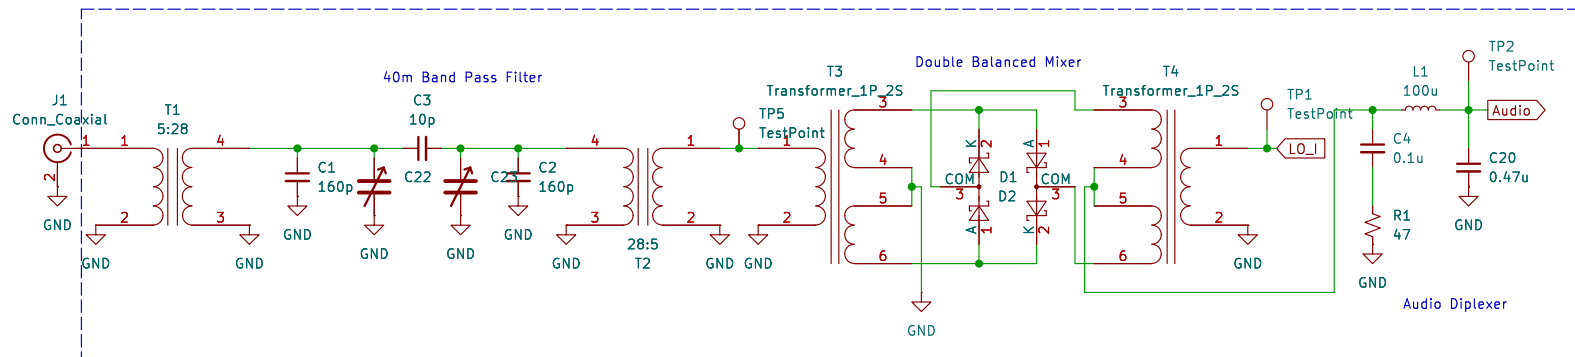 40m Band Pass Filter
Double Balanced Mixer
J1
Conn_Coaxial
1
2
GND
T1
5:28
1
2
4
3
GND
GND
C1
160p
GND
C22
GND
C3
10p
C23
GND
C2
160p
GND
4
3
1
2
28:5
T2
GND
GND
TP5
TestPoint
1
2
GND
T3
Transformer_1P_2S
3
4
5
6
GND
K
2
COM
3
A
1
D1
D2
A
1
COM
3
K
2
T4
Transformer_1P_2S
3
4
5
6
1
2
GND
TP1
TestPoint
LO_I
L1
100u
C4
0.1u
R1
47
GND
TP2
TestPoint
Audio
C20
0.47u
GND
Audio Diplexer